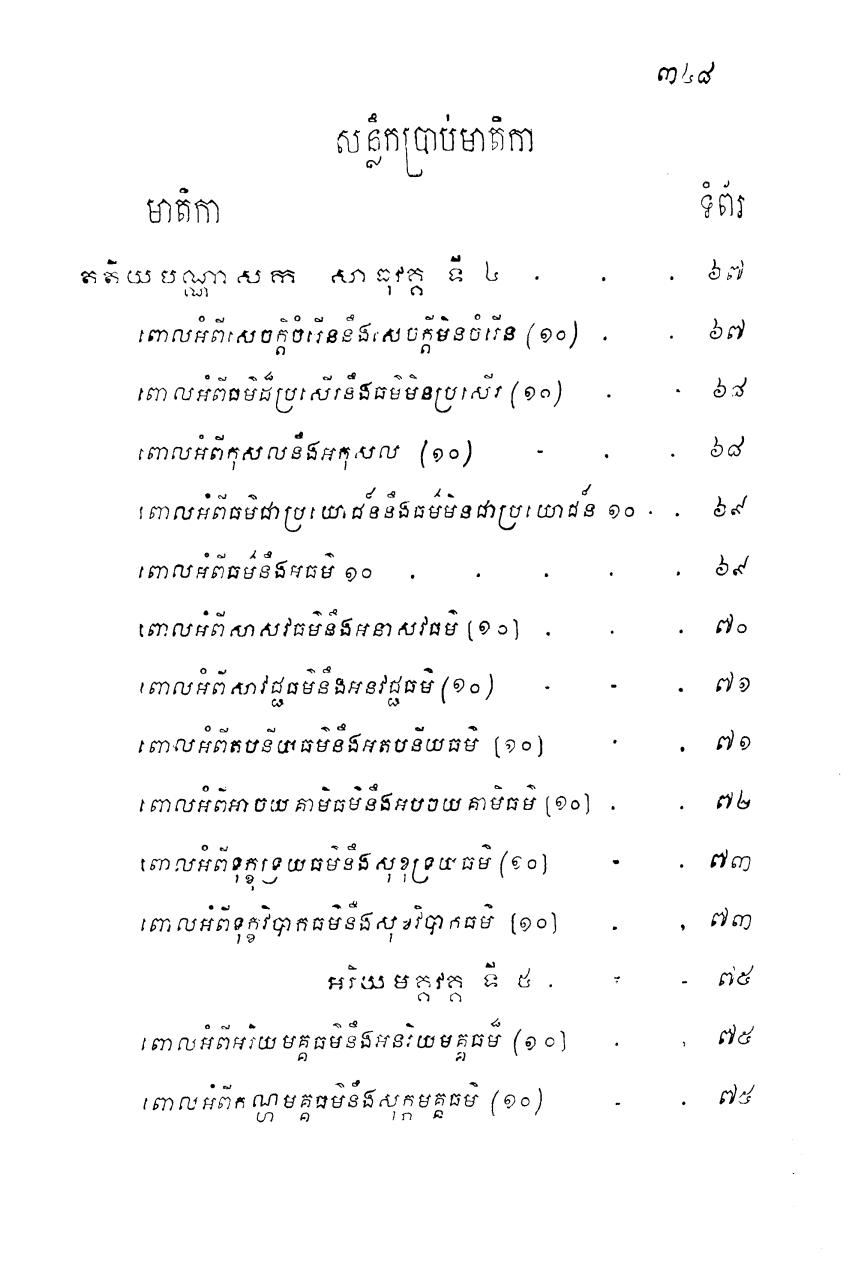 ៣៤៨
សន្លឹកប្រាប់មាតិកា
មាតិកា ទំព័រ
តតិយបណ្ណាសកា សាធុវគ្គ ទី ៤ . . . ៦៧
ពោលអំពីសេចក្តីចំរើននឹងសេចក្តីមិនចំរើន (១០) . . ៦៧
ពោលអំពីធម៌ដ៏ប្រសើរនឹងធម៌មិនប្រសើរ (១០) . . ៦៨
ពោលអំពីកុសលនឹងអកុសល (១០) - . . ៦៨
ពោលអំពីធម៌ជាប្រយោជន៍នឹងធម៌មិនជាប្រយោជន៍ ១០ . . ៦៩
ពោលអំពីធម៌នឹងអធម៌ ១០ . . . . . ៦៩
ពោលអំពីសាសវធម៌នឹងអនាសវធម៌ (១០) . . . ៧០
ពោលអំពីសាវជ្ជធម៌នឹងអនវជ្ជធម៌ (១០) - - . ៧១
ពោលអំពីតបនីយធម៌នឹងអតបនីយធម៌ (១០) . . ៧១
ពោលអំពីអាចយគាមិធម៌នឹងអបចយគាមិធម៌ (១០) . . ៧២
ពោលអំពីទុក្ខុទ្រយធម៌នឹងសុខុទ្រយធម៌ (១០) - . ៧៣
ពោលអំពីទុក្ខវិបាកធម៌នឹងសុខវិបាកធម៌ (១០) . , ៧៣
អរិយមគ្គវគ្គ ទី ៥ . - - ៧៥
ពោលអំពីអរិយមគ្គធម៌នឹងអនរិយមគ្គធម៌ (១០) . , ៧៥
ពោលអំពីកណ្ហមគ្គធម៌នឹងសុក្កមគ្គធម៌ (១០) - . ៧៥